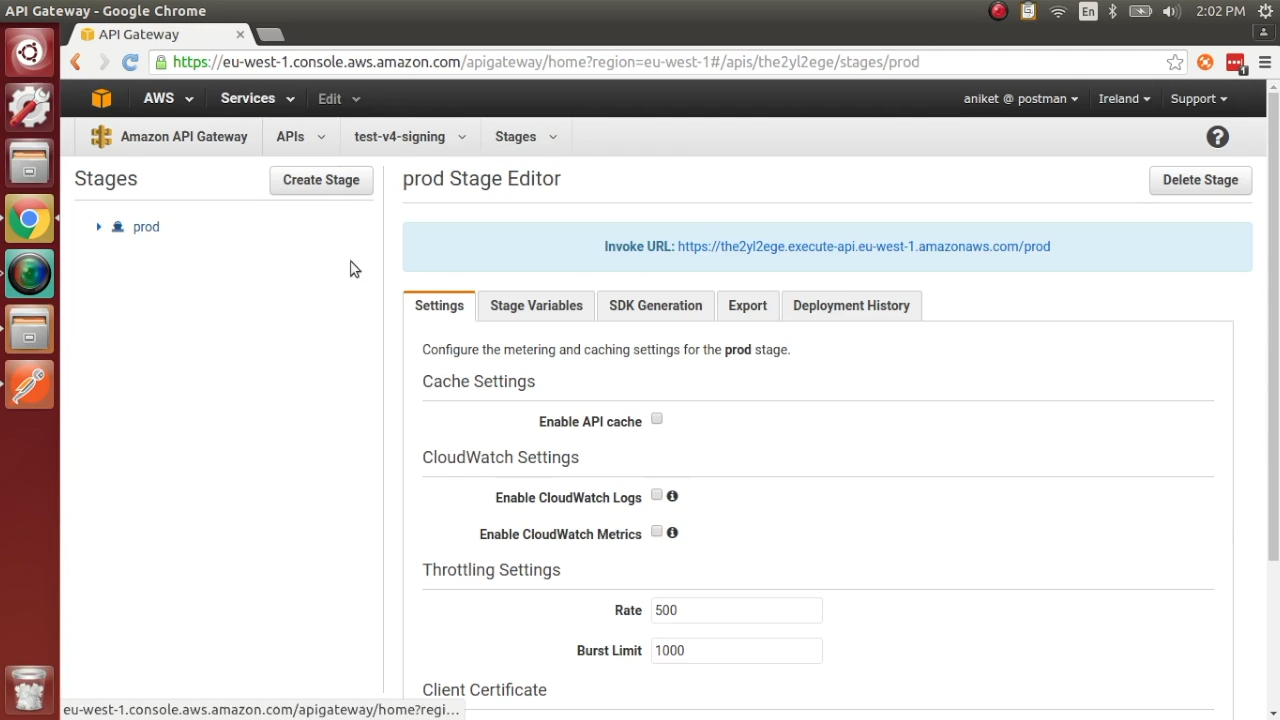 API Gateway - Google Chrome
En
2:02 PM
API Gateway
https://eu-west-1.console.aws.amazon.com/apigateway/home?region=eu-west-1#/apis/the2yl2ege/stages/prod
1
AWS
Services
Edit
aniket @ postman
Ireland
Support
Amazon API Gateway
APIs
test-v4-signing
Stages
?
Stages
Create Stage
prod Stage Editor
Delete Stage
prod
Invoke URL: https://the2yl2ege.execute-api.eu-west-1.amazonaws.com/prod
Settings
Stage Variables
SDK Generation
Export
Deployment History
Configure the metering and caching settings for the prod stage.
Cache Settings
Enable API cache
CloudWatch Settings
Enable CloudWatch Logs
Enable CloudWatch Metrics
Throttling Settings
Rate 500
Burst Limit 1000
Client Certificate
eu-west-1.console.aws.amazon.com/apigateway/home?regi...